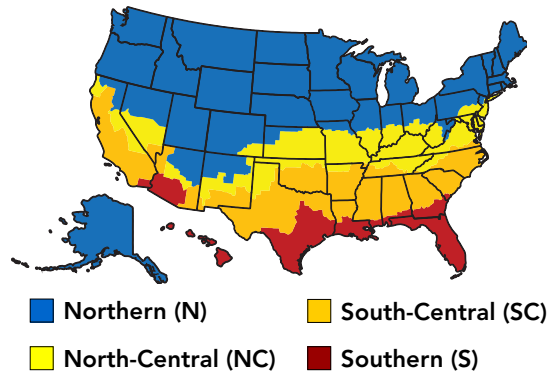 Northern (N)
South-Central (SC)
North-Central (NC)
Southern (S)